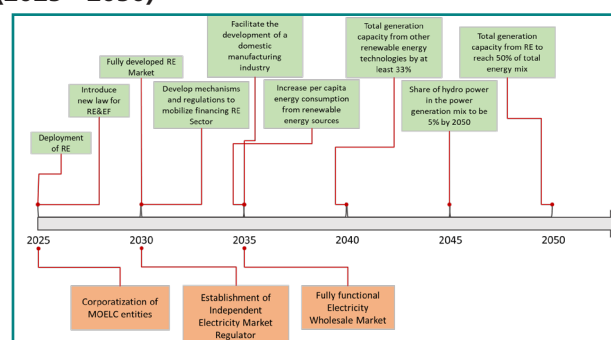 (2025 - 2050)
Facilitate the
development of a
domestic
manufacturing
industry
Total generation
capacity from other
renewable energy
technologies by at
least 33%
Total generation
capacity from RE to
reach 50% of total
energy mix
Fully developed RE
Market
Introduce
new law for
RE&EF
Develop mechanisms
and regulations to
mobilize financing RE
Sector
Increase per capita
energy consumption
from renewable
energy sources
Share of hydro power
in the power
generation mix to be
5% by 2050
Deployment
of RE
2025
2030
2035
2040
2045
2050
Corporatization of
MOELC entities
Establishment of
Independent
Electricity Market
Regulator
Fully functional
Electricity
Wholesale Market